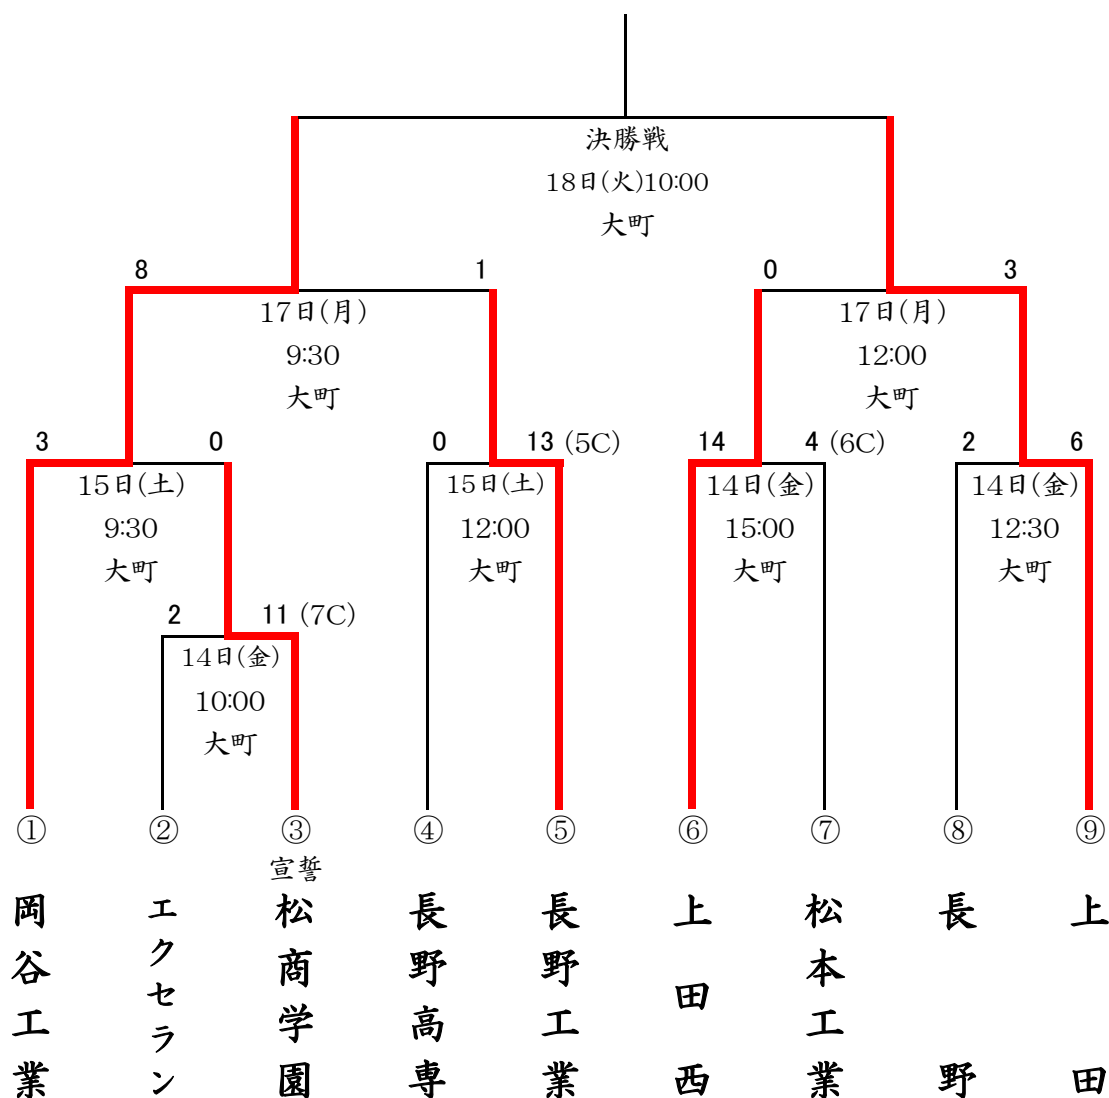 決勝戦
18日(火)10:00
大町
8 1 0 3
17日(月) 17日(月)
9:30 12:00
大町 大町
3 0 0 13 (5C) 14 4 (6C) 2 6
15日(土) 15日(土) 14日(金) 14日(金)
9:30 12:00 15:00 12:30
大町 大町 大町 大町
2 11 (7C)
14日(金)
10:00
大町
① ② ③ ④ ⑤ ⑥ ⑦ ⑧ ⑨
宣誓
岡谷工業
エクセラン
松商学園
長野高専
長野工業
上田西
松本工業
長野
上田